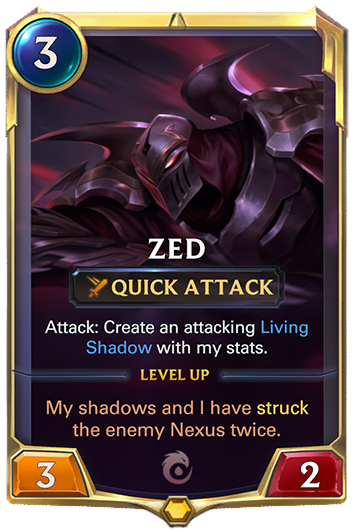 3
ZED
QUICK ATTACK
Attack: Create an attacking Living
Shadow with my stats.
LEVEL UP
My shadows and I have struck
the enemy Nexus twice.
3
2